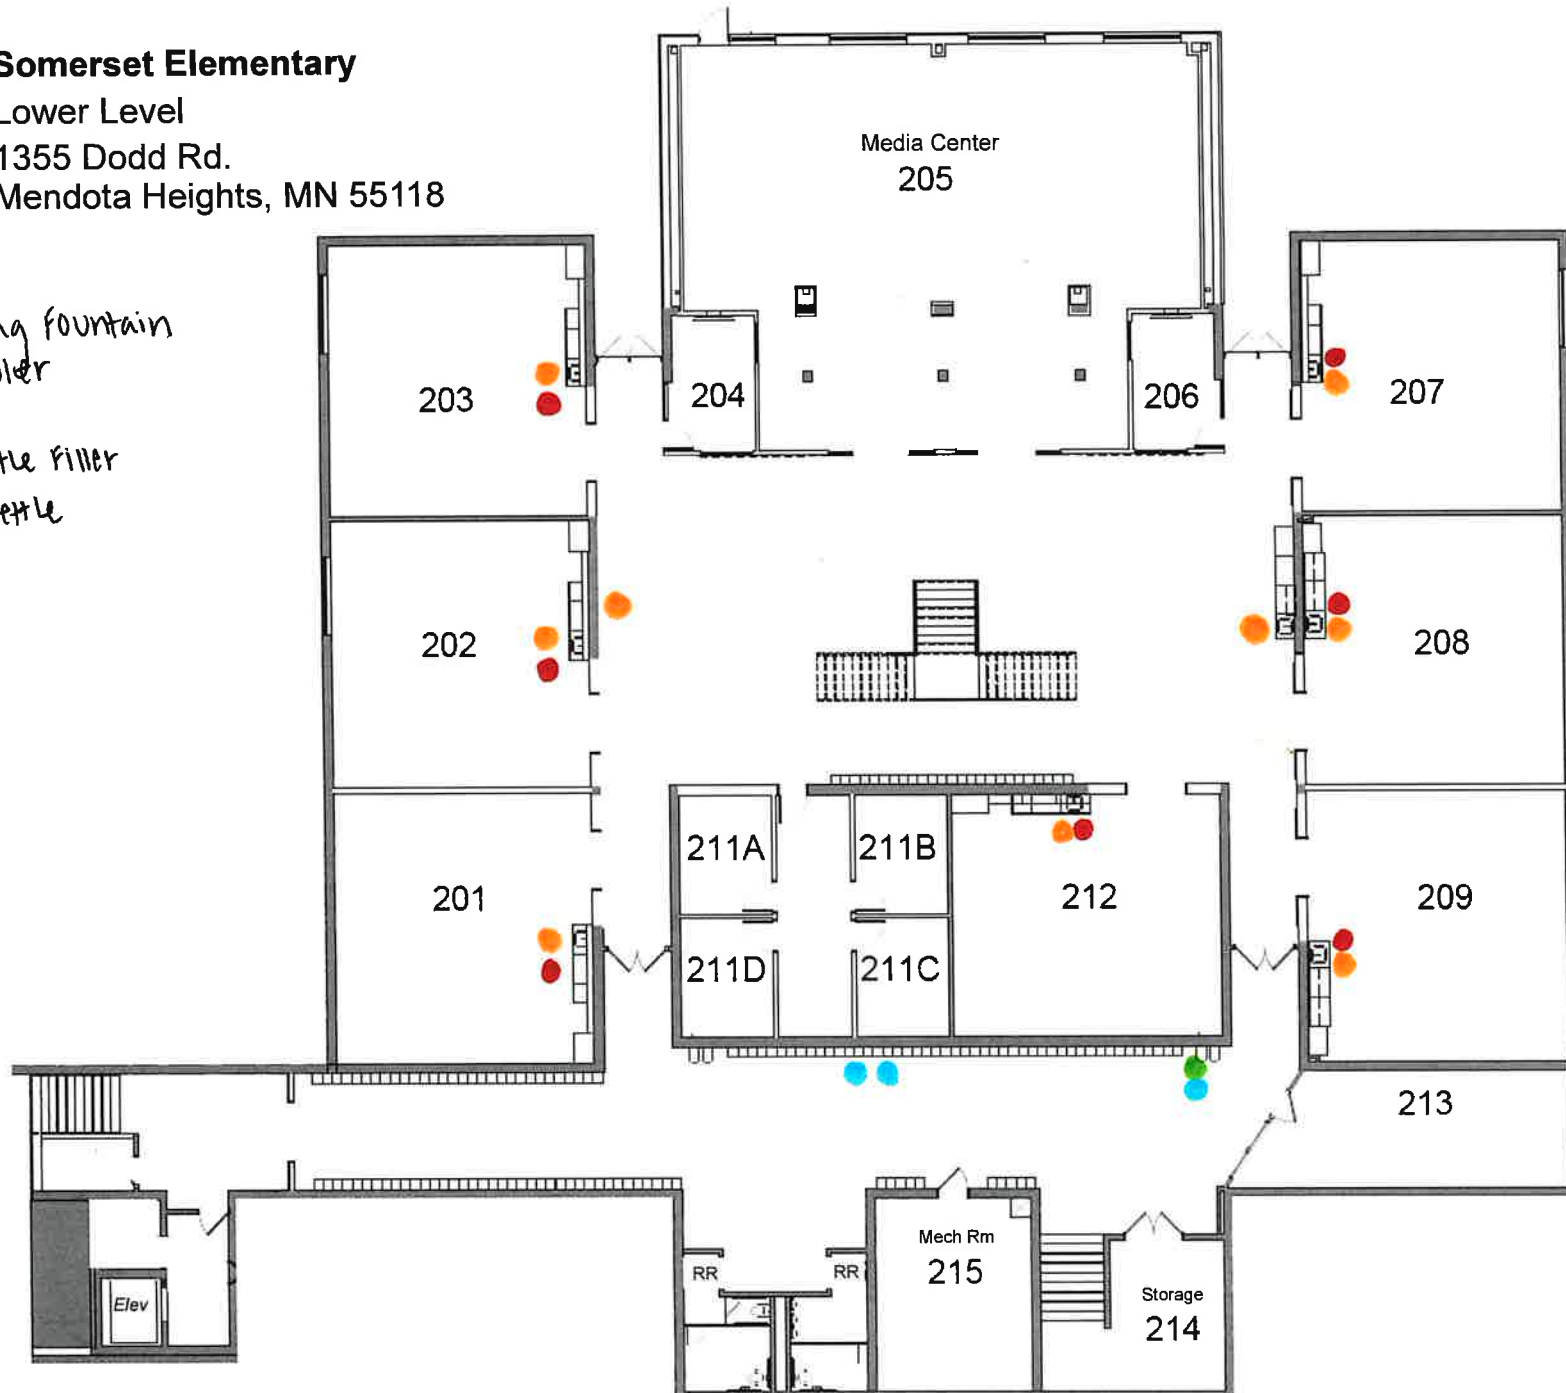 Somerset Elementary
Lower Level
1355 Dodd Rd.
Mendota Heights, MN 55118
Fountain
Filler
Media Center
205
203
204
206
207
202
208
201
211A
211B
212
209
211D
211C
213
Mech Rm
215
RR
RR
Elev
Storage
214